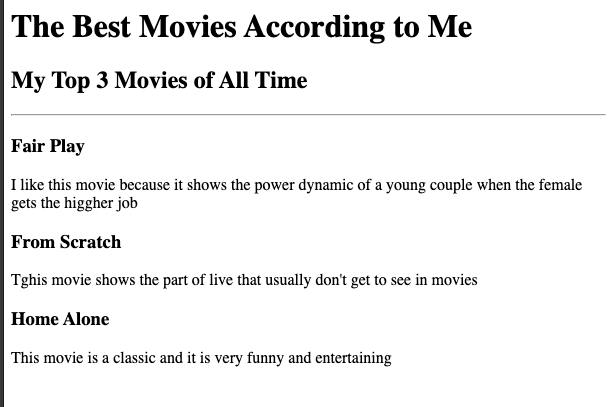 The Best Movies According to Me
My Top 3 Movies of All Time
Fair Play
I like this movie because it shows the power dynamic of a young couple when the female
gets the higgher job
From Scratch
Tghis movie shows the part of live that usually don't get to see in movies
Home Alone
This movie is a classic and it is very funny and entertaining